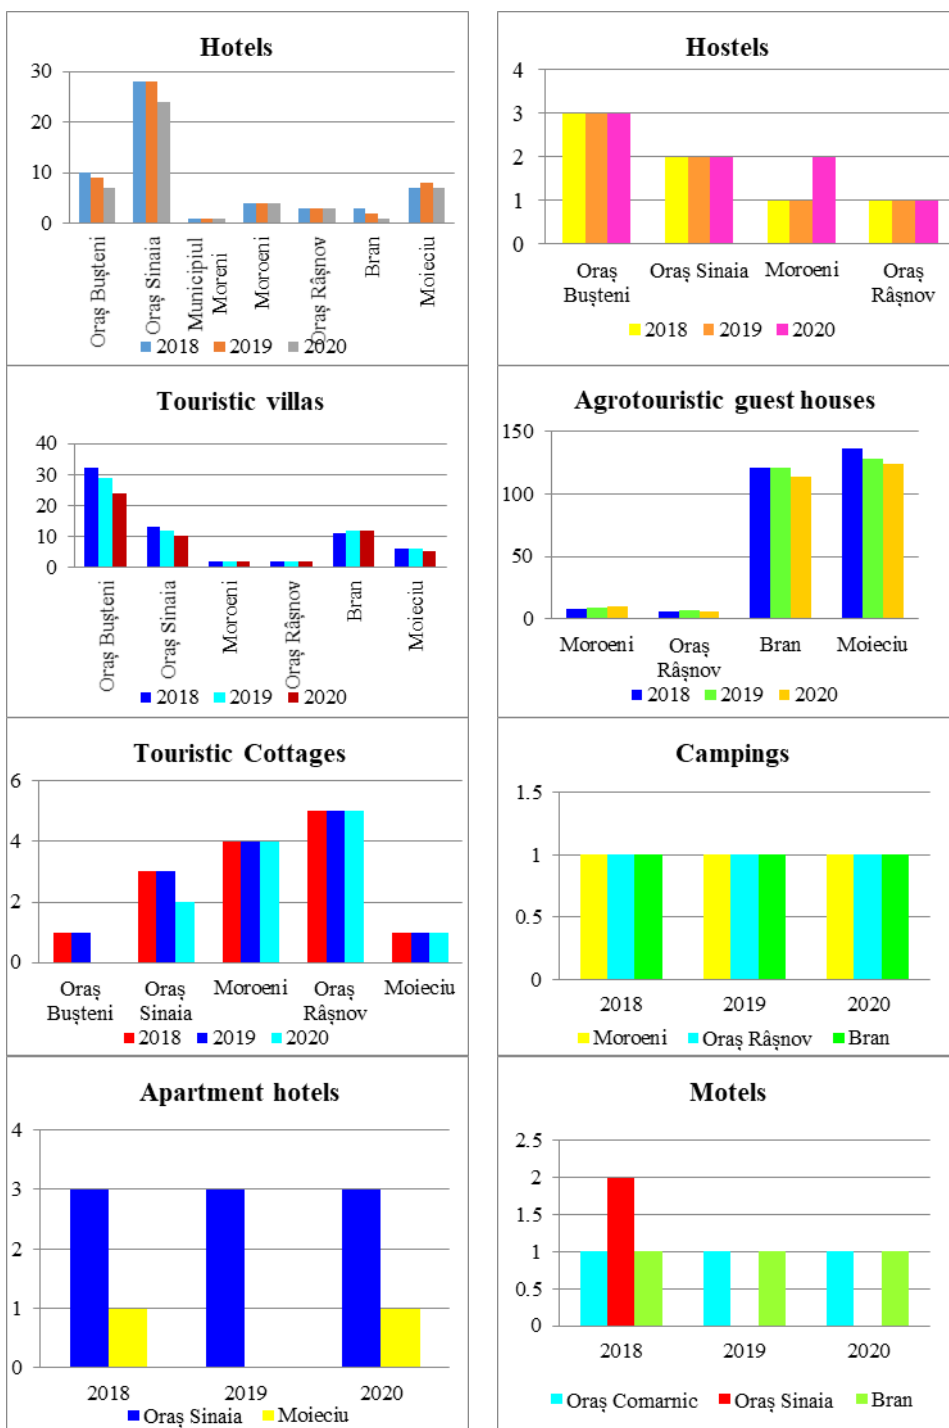 Hotels
30
20
10
0
Oraș Bușteni
Oraș Sinaia
Municipiul
Moreni
Moroeni
Oraș Râșnov
Bran
Moieciu
2018 2019 2020
Hostels
4
3
2
1
0
Oraș
Bușteni
Oraș Sinaia
Moroeni
Oraș
Râșnov
2018 2019 2020
Touristic villas
40
30
20
10
0
Oraș Bușteni
Oraș Sinaia
Moroeni
Oraș Râșnov
Bran
Moieciu
2018 2019 2020
Agrotouristic guest houses
150
100
50
0
Moroeni
Oraș
Râșnov
Bran
Moieciu
2018 2019 2020
Touristic Cottages
6
4
2
0
Oraș
Bușteni
Oraș
Sinaia
Moroeni
Oraș
Râșnov
Moieciu
2018 2019 2020
Campings
1.5
1
0.5
0
2018 2019 2020
Moroeni Oraș Râșnov Bran
Apartment hotels
4
3
2
1
0
2018 2019 2020
Oraș Sinaia Moieciu
Motels
2.5
2
1.5
1
0.5
0
2018 2019 2020
Oraș Comarnic Oraș Sinaia Bran